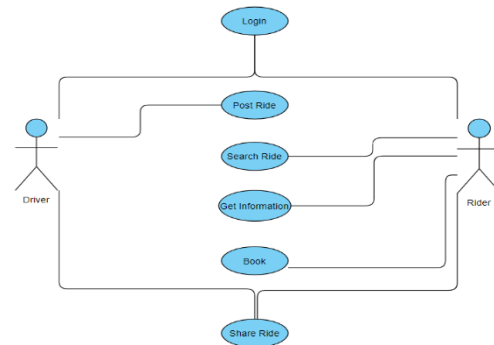 Login
Post Ride
Search Ride
Driver
Rider
Get Information
Book
Share Ride